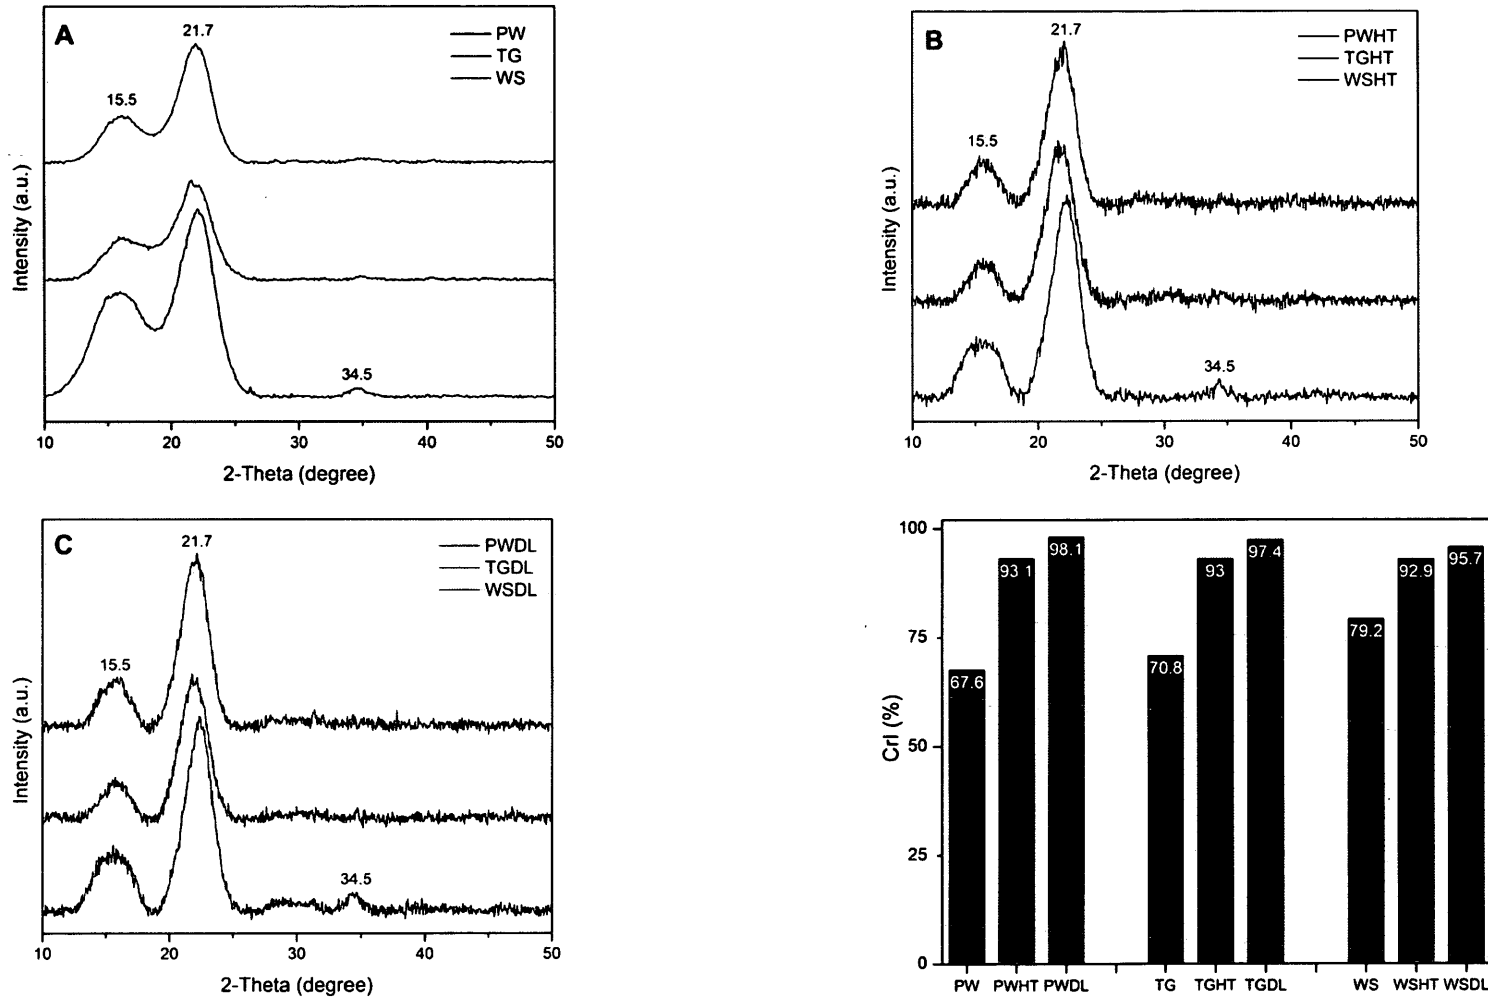 A
21.7
15.5
34.5
PW
TG
WS
Intensity (a.u.)
10 20 30 40 50
2-Theta (degree)
B
21.7
15.5
34.5
PWHT
TGHT
WSHT
Intensity (a.u.)
10 20 30 40 50
2-Theta (degree)
C
21.7
15.5
34.5
PWDL
TGDL
WSDL
Intensity (a.u.)
10 20 30 40 50
2-Theta (degree)
100
75
50
25
0
CrI (%)
67.6 93 1 98.1 70.8 93 97 4 79.2 92.9 95.7
PW PWHT PWDL TG TGHT TGDL WS WSHT WSDL